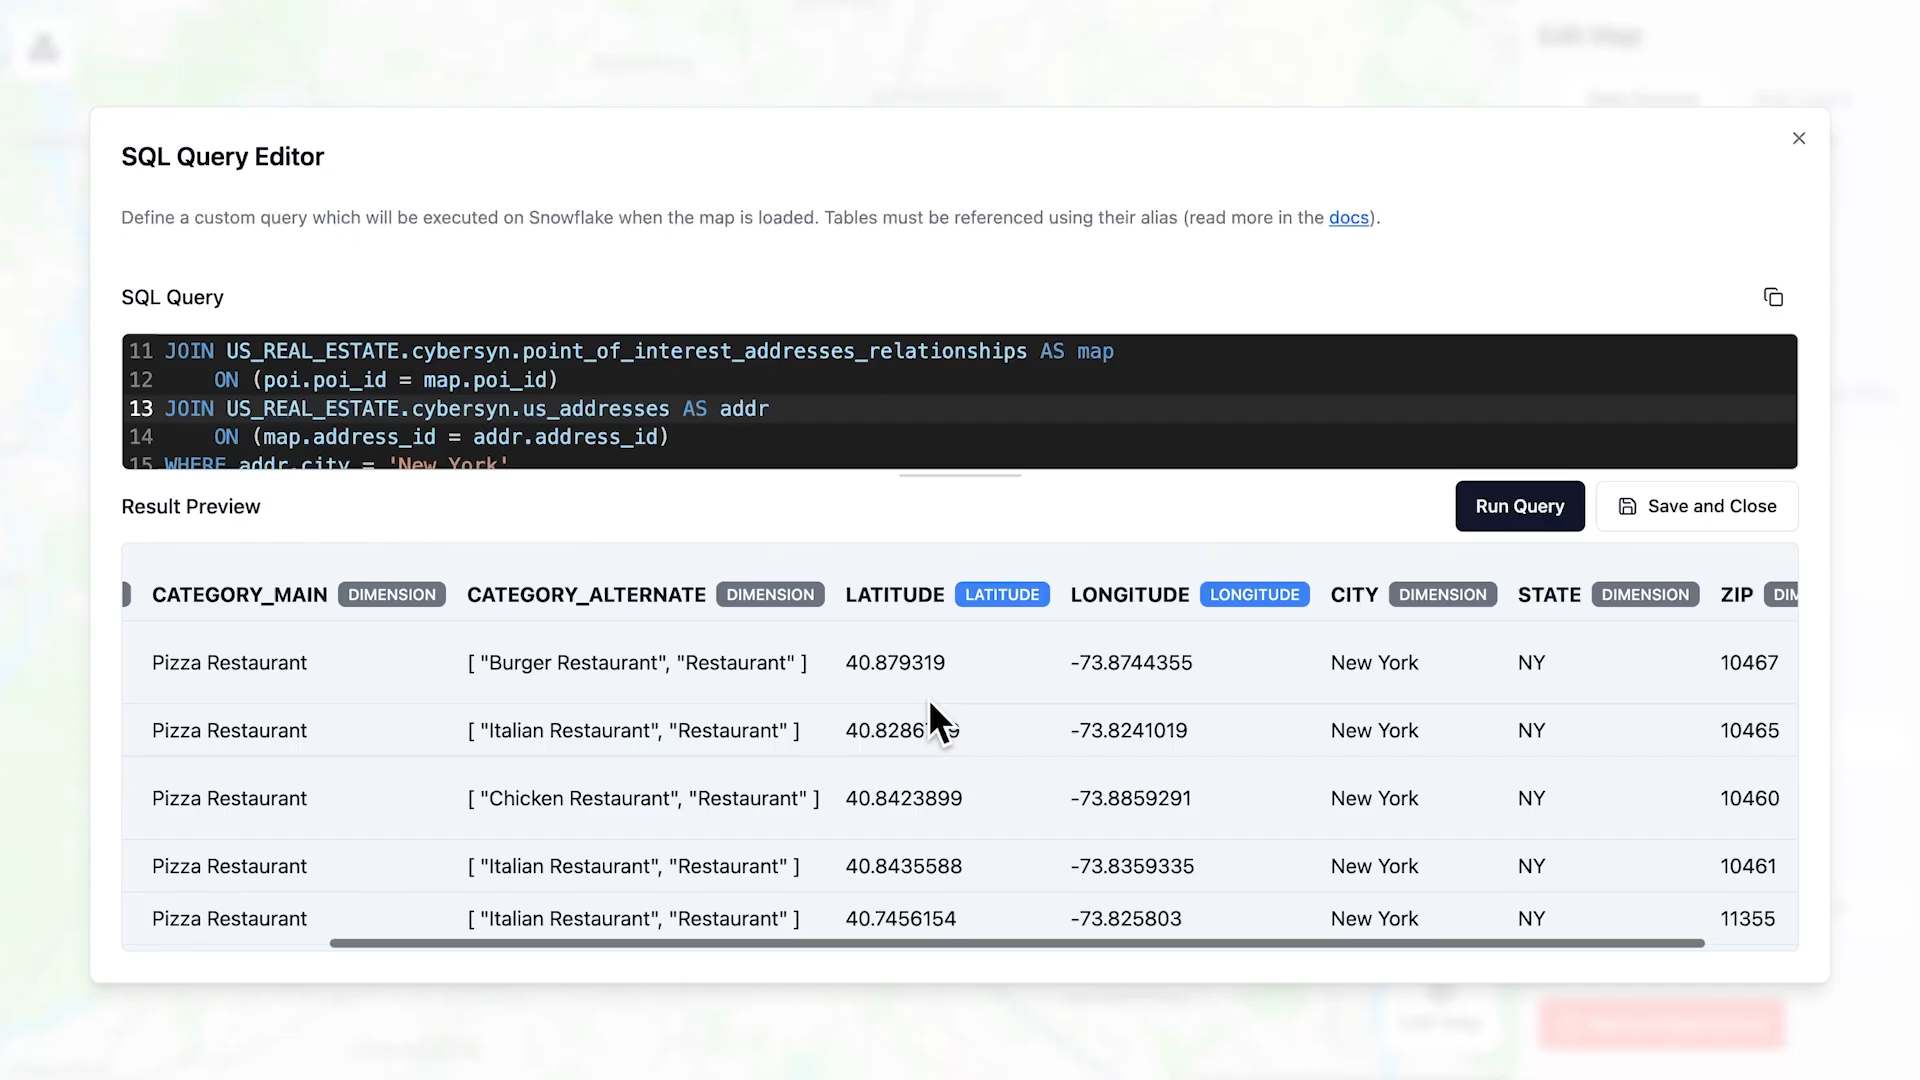 SQL Query Editor
Define a custom query which will be executed on Snowflake when the map is loaded. Tables must be referenced using their alias (read more in the docs).
SQL Query
11 JOIN US_REAL_ESTATE.cybersyn.point_of_interest_addresses_relationships AS map
12 ON (poi.poi_id = map.poi_id)
13 JOIN US_REAL_ESTATE.cybersyn.us_addresses AS addr
14 ON (map.address_id = addr.address_id)
15 WHERE addr.city = 'New York'
Result Preview
Run Query
Save and Close
CATEGORY_MAIN DIMENSION CATEGORY_ALTERNATE DIMENSION LATITUDE LATITUDE LONGITUDE LONGITUDE CITY DIMENSION STATE DIMENSION ZIP DIM
Pizza Restaurant [ "Burger Restaurant", "Restaurant" ] 40.879319 -73.8744355 New York NY 10467
Pizza Restaurant [ "Italian Restaurant", "Restaurant" ] -73.8241019 New York NY 10465
Pizza Restaurant [ "Chicken Restaurant", "Restaurant" ] 40.8423899 -73.8859291 New York NY 10460
Pizza Restaurant [ "Italian Restaurant", "Restaurant" ] 40.8435588 -73.8359335 New York NY 10461
Pizza Restaurant [ "Italian Restaurant", "Restaurant" ] 40.7456154 -73.825803 New York NY 11355